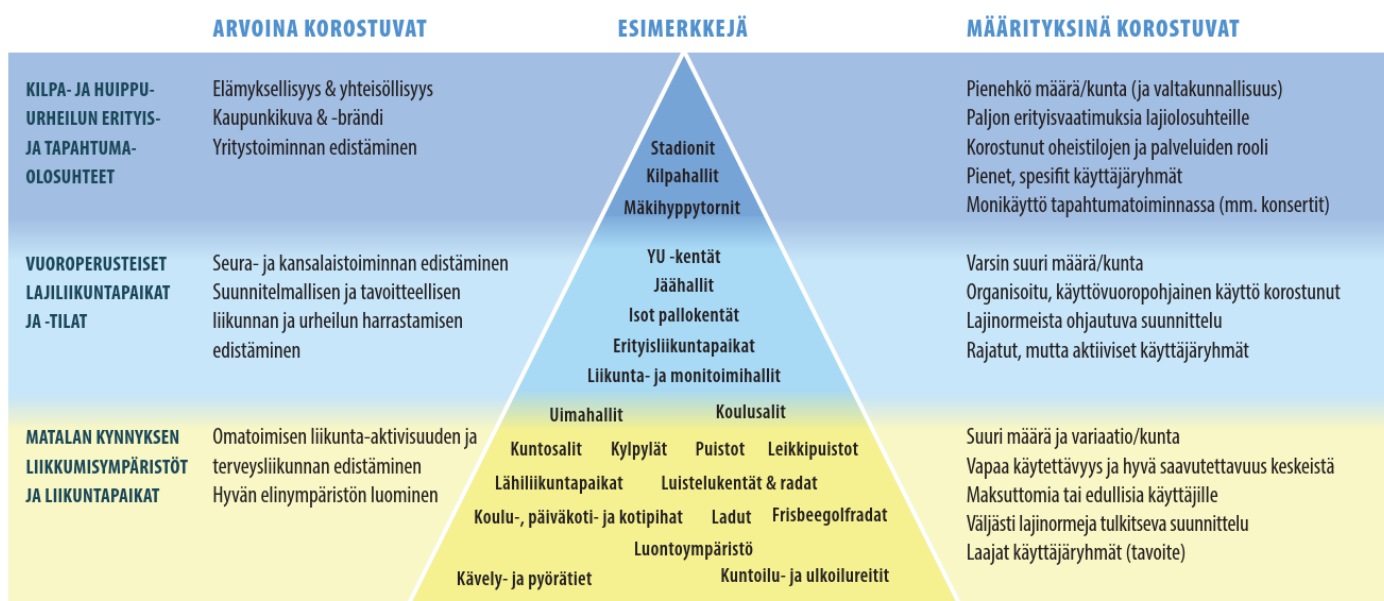 ARVOINA KOROSTUVAT
ESIMERKKEJÄ
MÄÄRITYKSINÄ KOROSTUVAT
KILPA- JA HUIPPU-
URHEILUN ERITYIS-
JA TAPAHTUMA-
OLOSUHTEET
Elämyksellisyys & yhteisöllisyys
Kaupunkikuva & -brändi
Yritystoiminnan edistäminen
Stadionit
Kilpahallit
Mäkihyppytornit
Pienehkö määrä/kunta (ja valtakunnallisuus)
Paljon erityisvaatimuksia lajiolosuhteille
Korostunut oheistilojen ja palveluiden rooli
Pienet, spesifit käyttäjäryhmät
Monikäyttö tapahtumatoiminnassa (mm. konsertit)
VUOROPERUSTEISET
LAJILIIKUNTAPAIKAT
JA -TILAT
Seura- ja kansalaistoiminnan edistäminen
Suunnitelmallisen ja tavoitteellisen
liikunnan ja urheilun harrastamisen
edistäminen
YU -kentät
Jäähallit
Isot pallokentät
Erityisliikuntapaikat
Liikunta- ja monitoimihallit
Varsin suuri määrä/kunta
Organisoitu, käyttövuoropohjainen käyttö korostunut
Lajinormeista ohjautuva suunnittelu
Rajatut, mutta aktiiviset käyttäjäryhmät
MATALAN KYNNYKSEN
LIIKKUMISYMPÄRISTÖT
JA LIIKUNTAPAIKAT
Omatoimisen liikunta-aktivisuuden ja
terveysliikunnan edistäminen
Hyvän elinympäristön luominen
Uimahallit Koulusalit
Kuntosalit Kylpylät Puistot Leikkipuistot
Lähiliikuntapaikat Luistelukentät & radat
Koulu-, päiväkoti- ja kotipihat Ladut Frisbeegolfradat
Luontoympäristö
Kävely- ja pyörätiet Kuntoilu- ja ulkoilureitit
Suuri määrä ja variaatio/kunta
Vapaa käytettävyys ja hyvä saavutettavuus keskeistä
Maksuttomia tai edullisia käyttäjille
Väljästi lajinormeja tulkitseva suunnittelu
Laajat käyttäjäryhmät (tavoite)